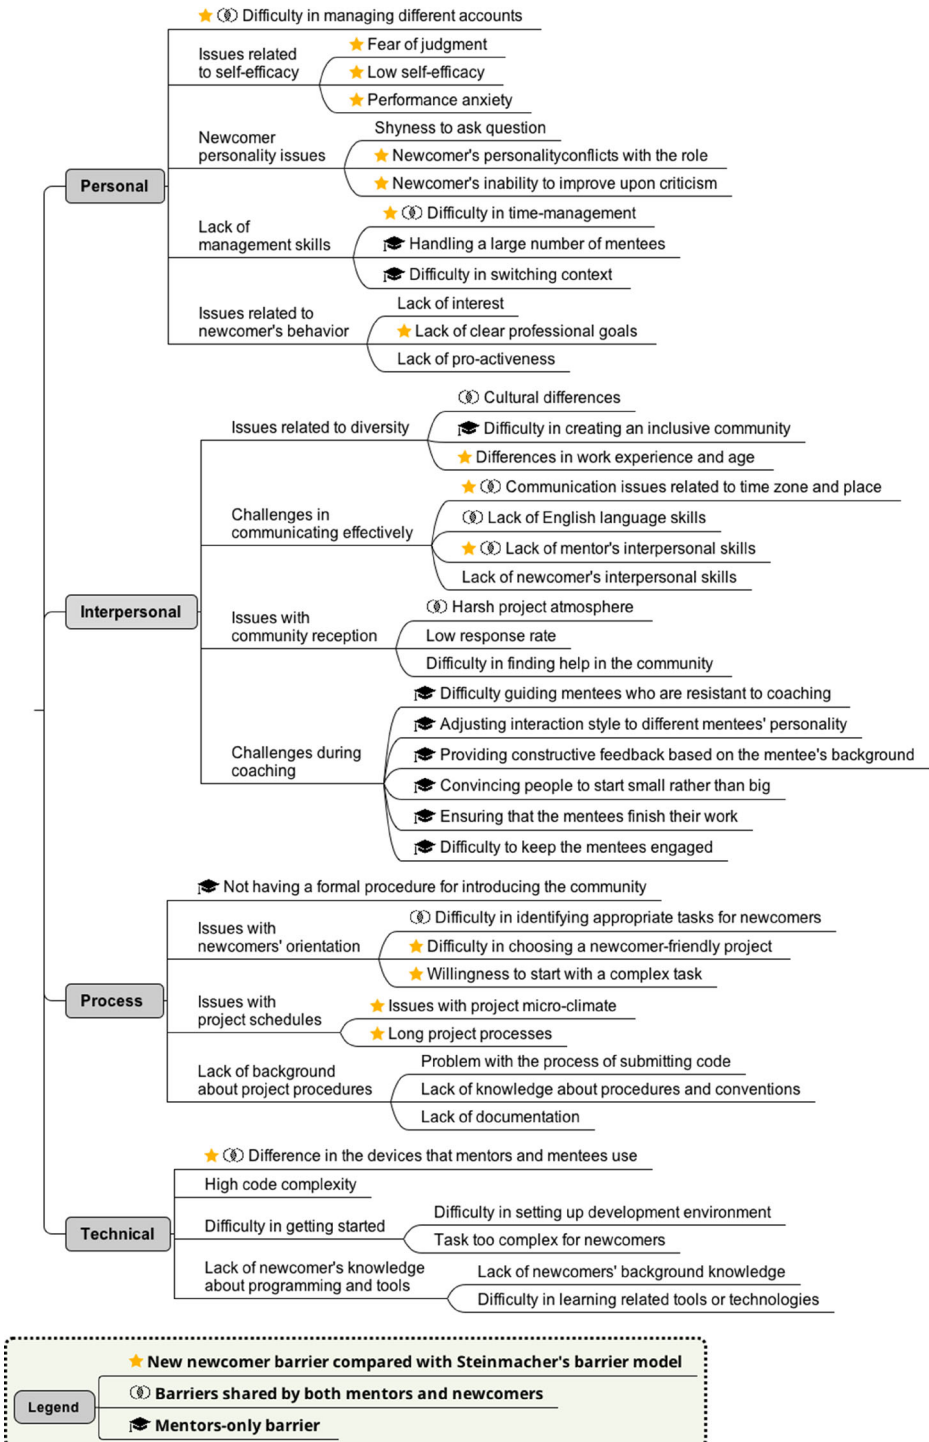 Difficulty in managing different accounts
Issues related
to self-efficacy
Fear of judgment
Low self-efficacy
Performance anxiety
Newcomer
personality issues
Shyness to ask question
Newcomer's personalityconflicts with the role
Newcomer's inability to improve upon criticism
Personal
Lack of
management skills
Difficulty in time-management
Handling a large number of mentees
Difficulty in switching context
Issues related to
newcomer's behavior
Lack of interest
Lack of clear professional goals
Lack of pro-activeness
Issues related to diversity
Cultural differences
Difficulty in creating an inclusive community
Differences in work experience and age
Challenges in
communicating effectively
Communication issues related to time zone and place
Lack of English language skills
Lack of mentor's interpersonal skills
Lack of newcomer's interpersonal skills
Interpersonal
Issues with
community reception
Harsh project atmosphere
Low response rate
Difficulty in finding help in the community
Challenges during
coaching
Difficulty guiding mentees who are resistant to coaching
Adjusting interaction style to different mentees' personality
Providing constructive feedback based on the mentee's background
Convincing people to start small rather than big
Ensuring that the mentees finish their work
Difficulty to keep the mentees engaged
Not having a formal procedure for introducing the community
Issues with
newcomers' orientation
Difficulty in identifying appropriate tasks for newcomers
Difficulty in choosing a newcomer-friendly project
Willingness to start with a complex task
Process
Issues with
project schedules
Issues with project micro-climate
Long project processes
Lack of background
about project procedures
Problem with the process of submitting code
Lack of knowledge about procedures and conventions
Lack of documentation
Difference in the devices that mentors and mentees use
High code complexity
Technical
Difficulty in getting started
Difficulty in setting up development environment
Task too complex for newcomers
Lack of newcomer's knowledge
about programming and tools
Lack of newcomers' background knowledge
Difficulty in learning related tools or technologies
Legend
New newcomer barrier compared with Steinmacher's barrier model
Barriers shared by both mentors and newcomers
Mentors-only barrier